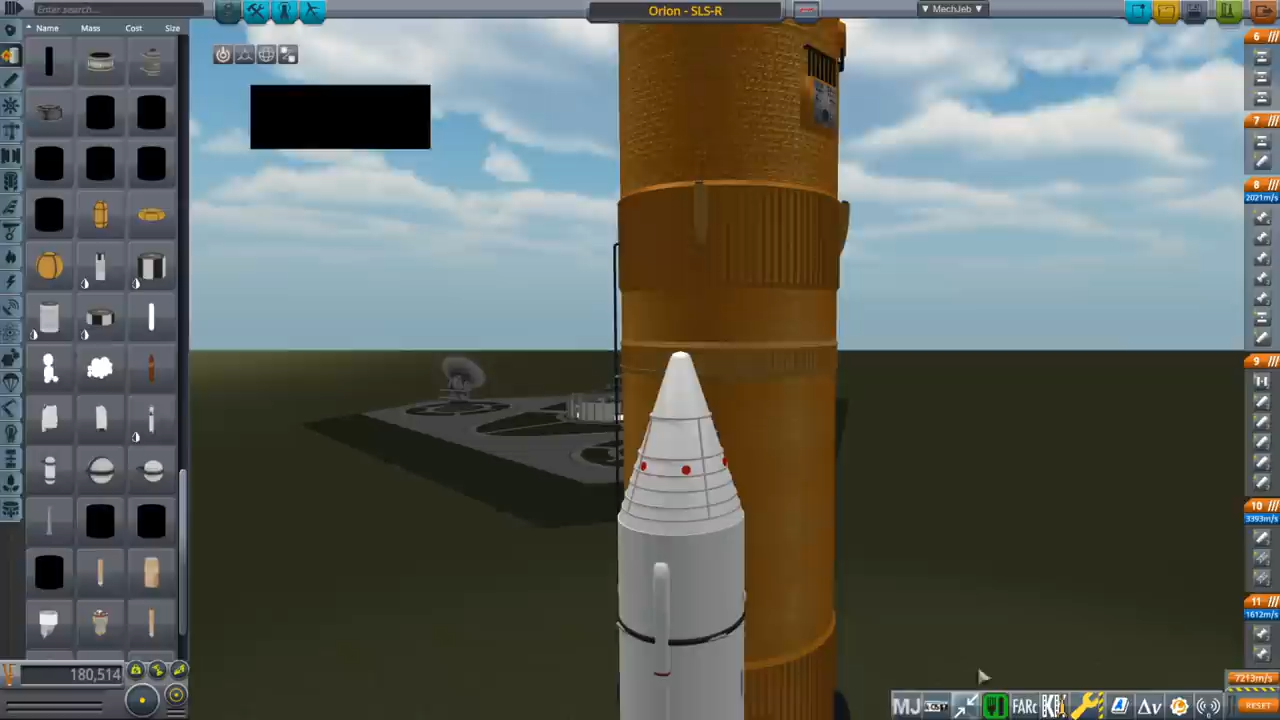 Enter search...
Orion - SLS-R
▼ MechJeb ▼
Name Mass Cost Size
6
7
8
2021m/s
9
10
3393m/s
11
1612m/s
7213m/s
180,514
MJ
FARc
Δv
RESET